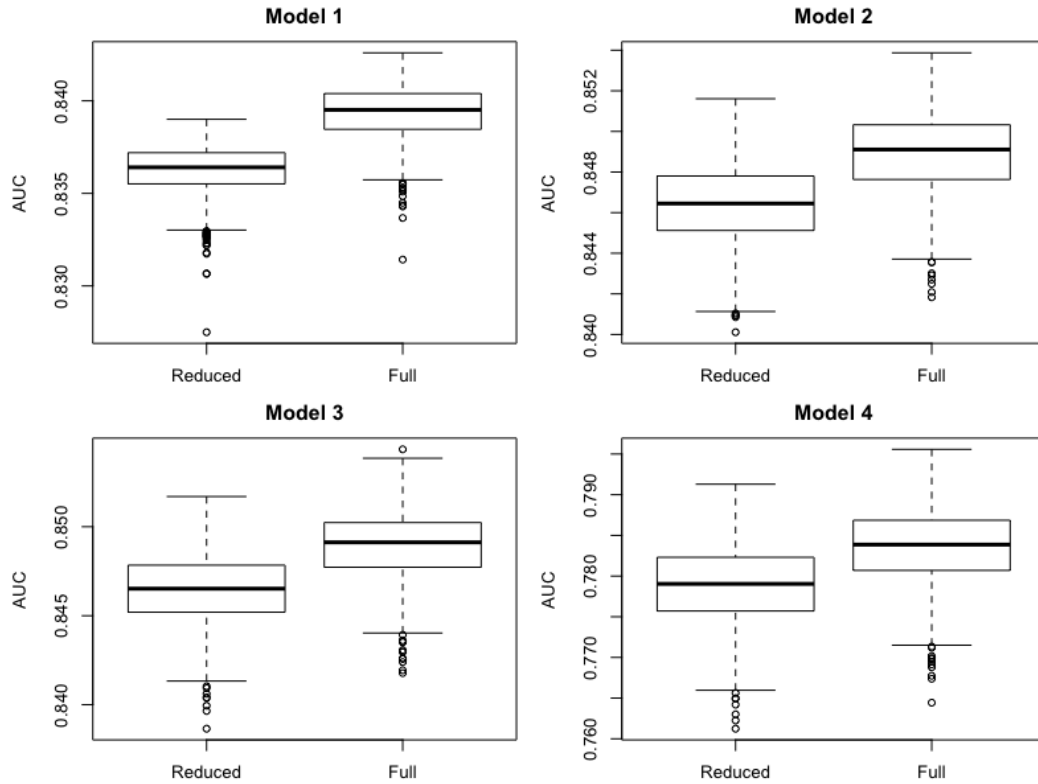 Model 1
AUC
0.840
0.835
0.830
Reduced Full
Model 2
AUC
0.852
0.848
0.844
0.840
Reduced Full
Model 3
AUC
0.850
0.845
0.840
Reduced Full
Model 4
AUC
0.790
0.780
0.770
0.760
Reduced Full